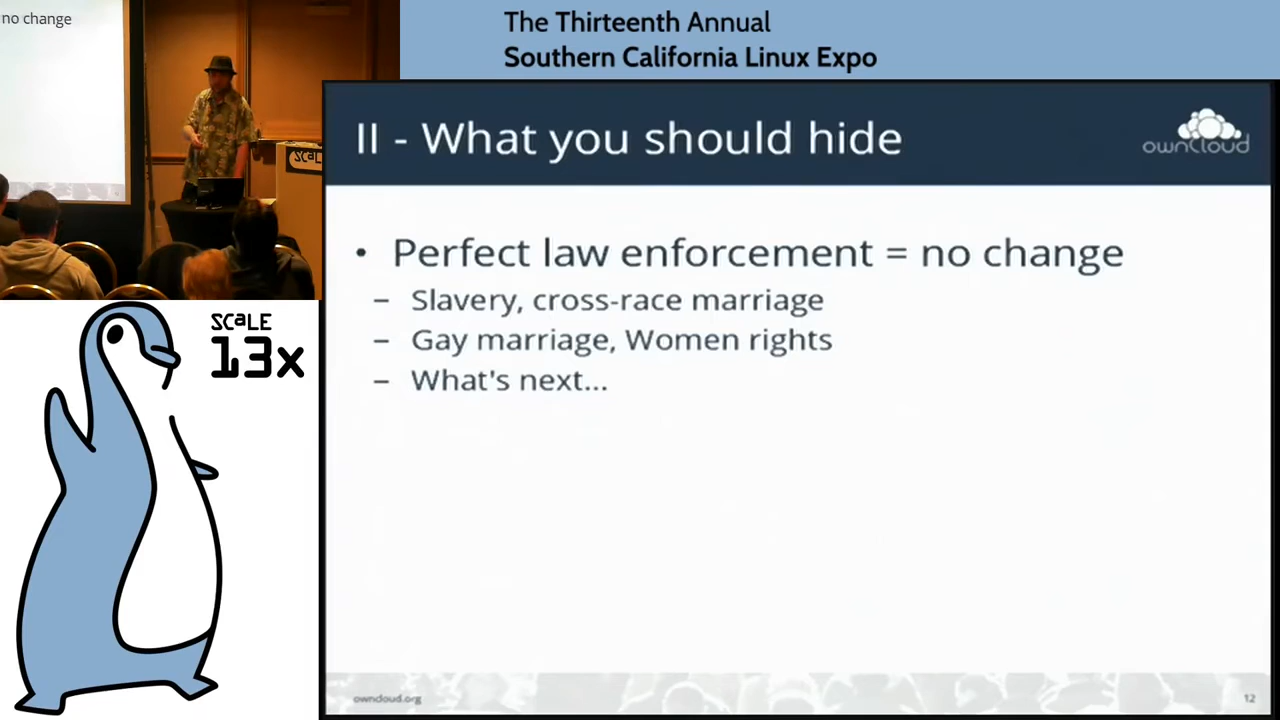 no change
The Thirteenth Annual
Southern California Linux Expo
SCALE
II - What you should hide
ownCloud
• Perfect law enforcement = no change
– Slavery, cross-race marriage
– Gay marriage, Women rights
– What's next...
SCALE
13x
owncloud.org
12